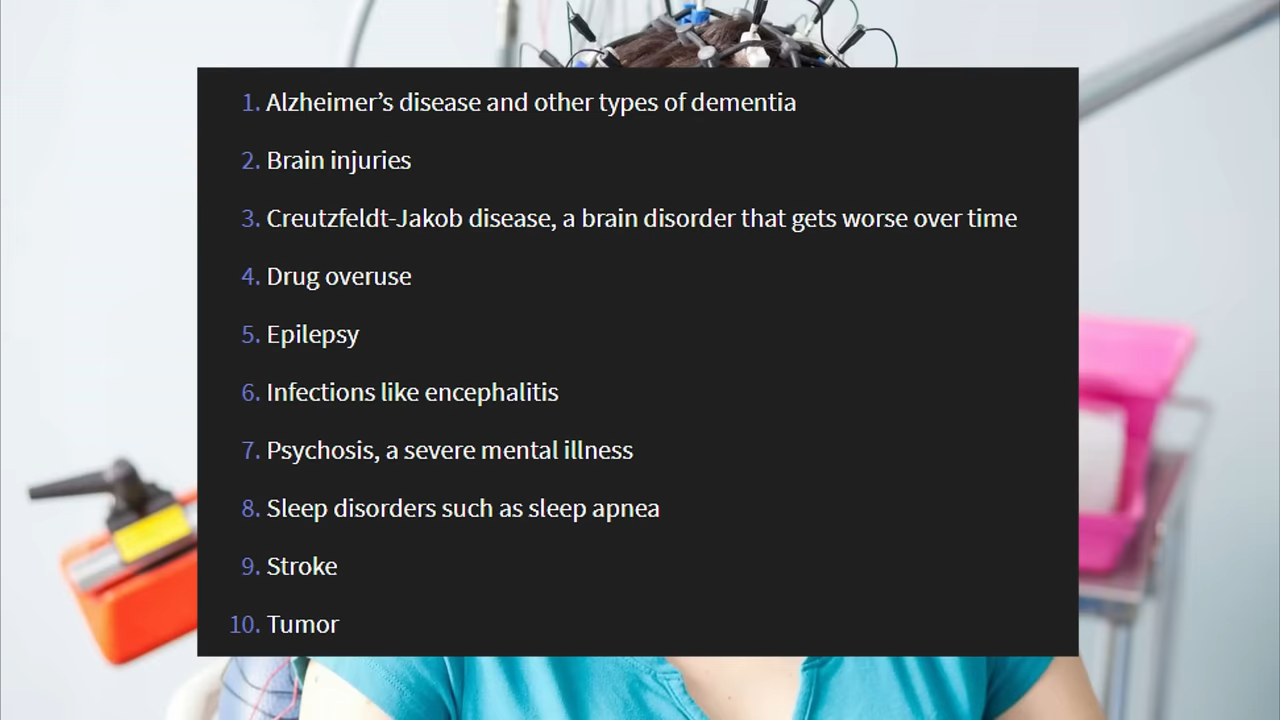 1. Alzheimer’s disease and other types of dementia
2. Brain injuries
3. Creutzfeldt-Jakob disease, a brain disorder that gets worse over time
4. Drug overuse
5. Epilepsy
6. Infections like encephalitis
7. Psychosis, a severe mental illness
8. Sleep disorders such as sleep apnea
9. Stroke
10. Tumor